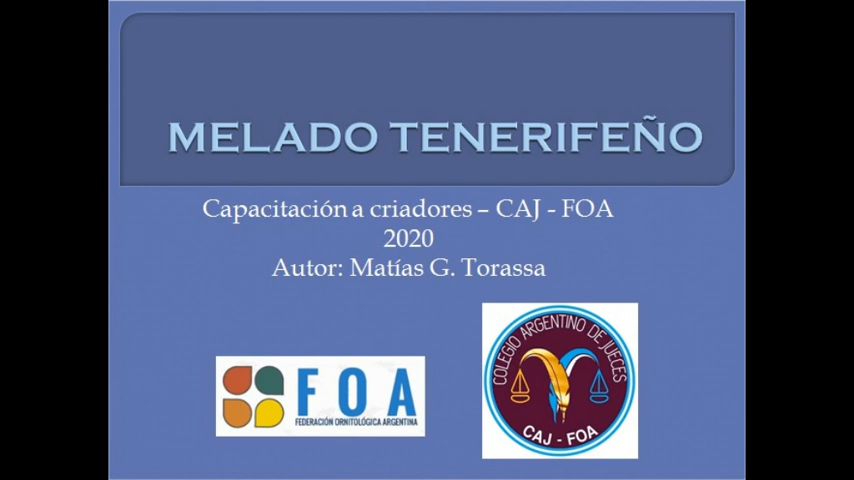 MELADO TENERIFEÑO
Capacitación a criadores – CAJ - FOA
2020
Autor: Matías G. Torassa
FOA
FEDERACIÓN ORNITOLÓGICA ARGENTINA
COLEGIO ARGENTINO DE JUECES
CAJ - FOA